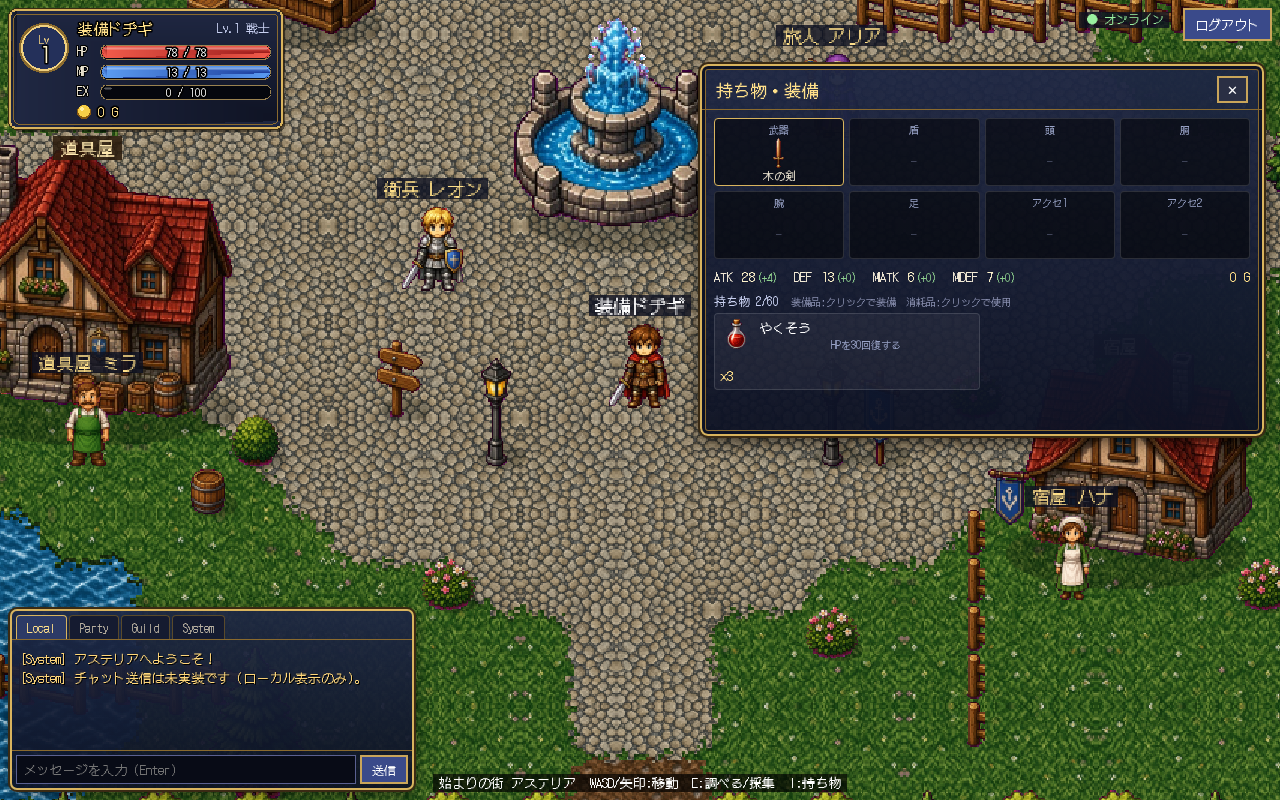 Lv
1
装備ドヂギ
Lv.1 戦士
HP 78 / 78
MP 13 / 13
EX 0 / 100
0 G
道具屋
衛兵 レオン
装備ドヂギ
道具屋 ミラ
旅人 アリア
オンライン
ログアウト
持ち物・装備
×
武器
木の剣
盾
–
頭
–
胴
–
腕
–
足
–
アクセ1
–
アクセ2
–
ATK 28 (+4) DEF 13 (+0) MATK 6 (+0) MDEF 7 (+0)
0 G
持ち物 2/60 装備品:クリックで装備 消耗品:クリックで使用
やくそう
HPを30回復する
x3
宿屋
宿屋 ハナ
Local
Party
Guild
System
[System] アステリアへようこそ！
[System] チャット送信は未実装です（ローカル表示のみ）。
メッセージを入力 (Enter)
送信
始まりの街 アステリア WASD/矢印:移動 E:調べる/採集 I:持ち物